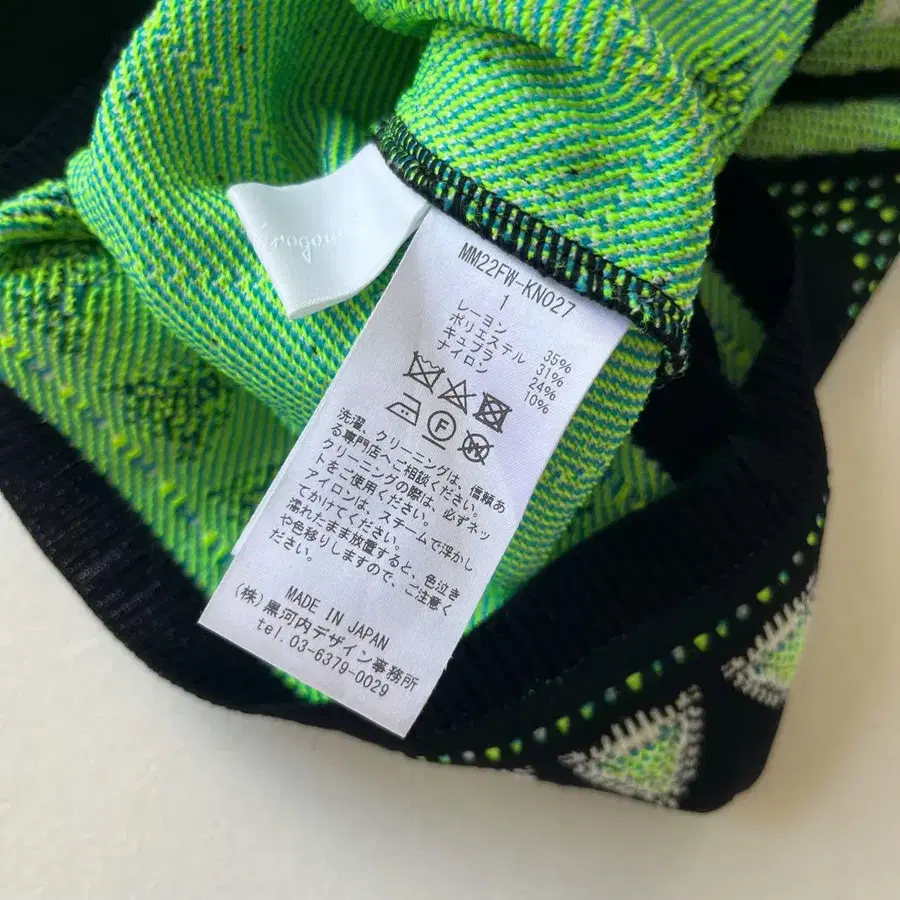 MM22FW-KN027
1
レーヨン 35%
ポリエステル 31%
キュプラ 24%
ナイロン 10%
F
洗濯、クリーニングは、信頼あ
る専門店へご相談ください。
クリーニングの際は、必ずネッ
トをご使用ください。
アイロンは、スチームで浮かし
てかけてください。
濡れたまま放置すると、色泣き
や色移りしますので、ご注意く
ださい。
MADE IN JAPAN
(株)黒河内デザイン事務所
tel.03-6379-0029